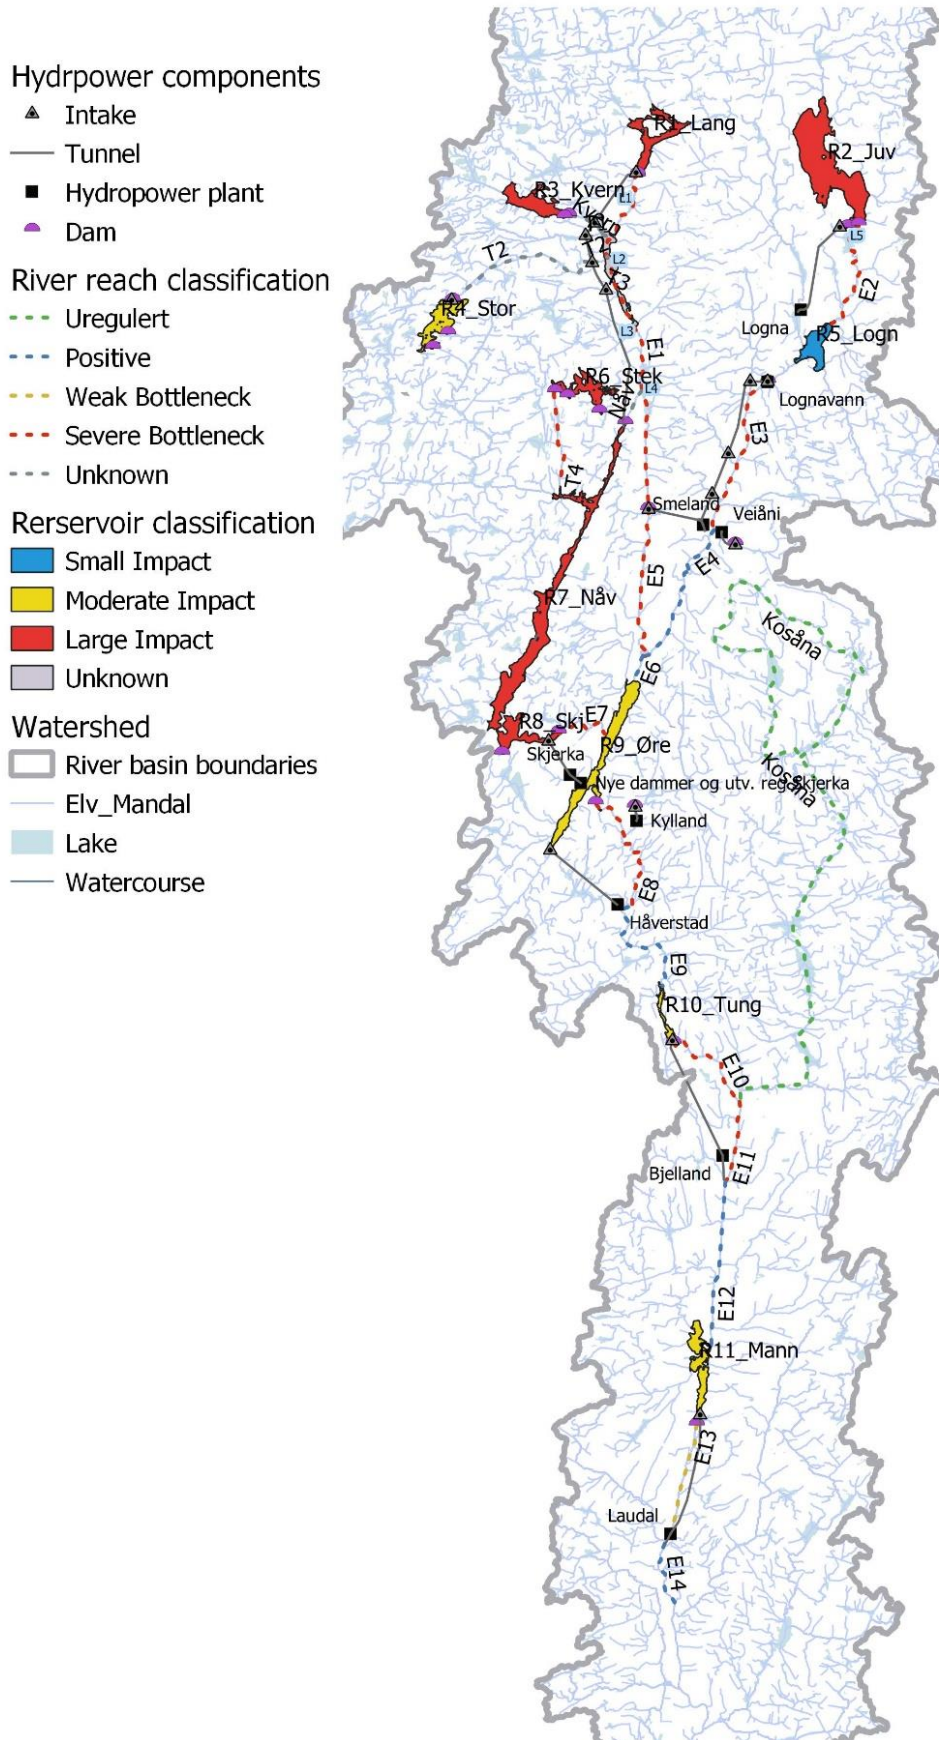 Hydrpower components
Intake
Tunnel
Hydropower plant
Dam
River reach classification
Uregulert
Positive
Weak Bottleneck
Severe Bottleneck
Unknown
Rerservoir classification
Small Impact
Moderate Impact
Large Impact
Unknown
Watershed
River basin boundaries
Elv_Mandal
Lake
Watercourse
R1_Lang
R2_Juv
R3_Kvern
Kvern
L1
L5
T2
L2
E2
R4_Stor
T3
Logna
R5_Logn
L3
E1
R6_Stek
L4
Nåv
Lognavann
E3
T4
Smeland
Veiåni
E4
E5
R7_Nåv
Kosåna
E6
R8_Skj
E7
R9_Øre
Skjerka
Kosåna
Nye dammer og utv. reg Skjerka
Kylland
E8
Håverstad
E9
R10_Tung
E10
Bjelland
E11
E12
R11_Mann
E13
Laudal
E14